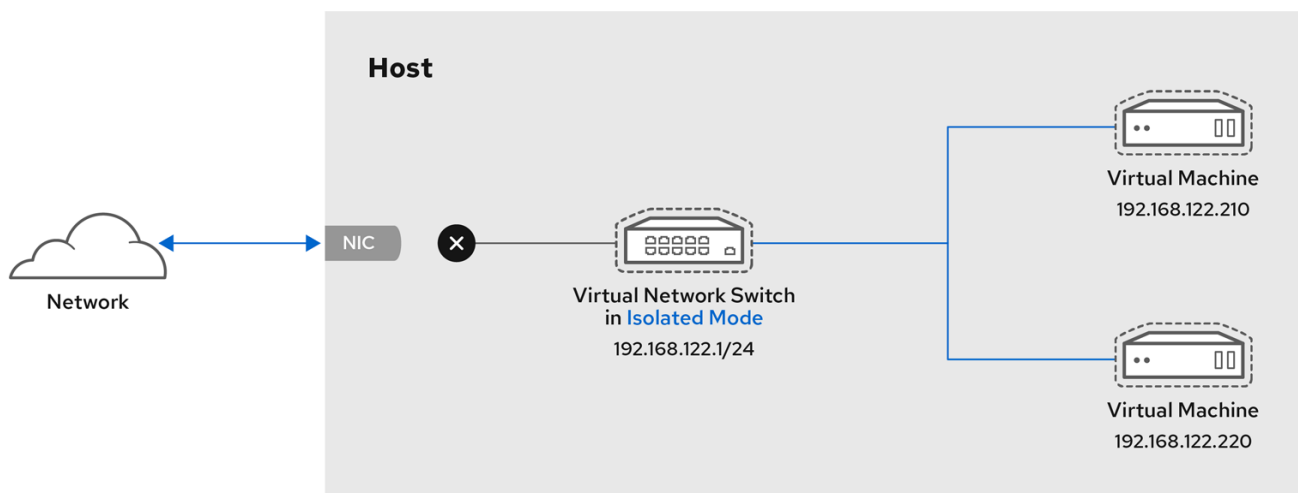 Host
NIC
Network
Virtual Network Switch
in Isolated Mode
192.168.122.1/24
Virtual Machine
192.168.122.210
Virtual Machine
192.168.122.220